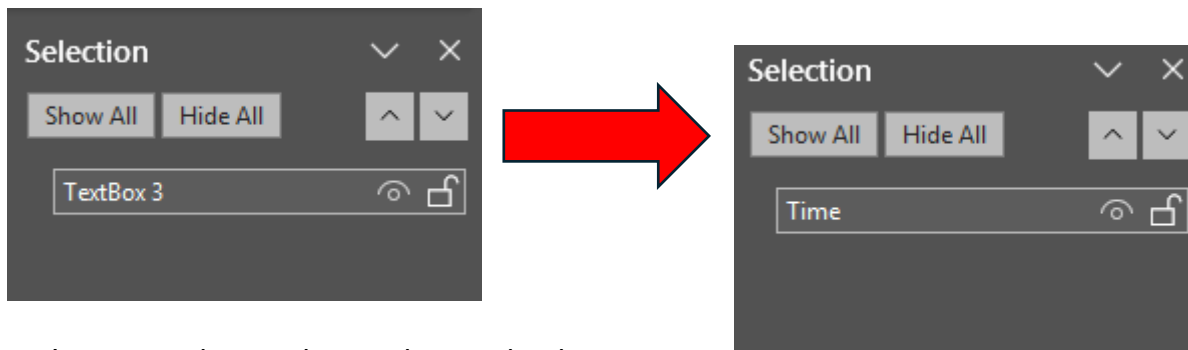 Selection
Show All Hide All
TextBox 3
Selection
Show All Hide All
Time